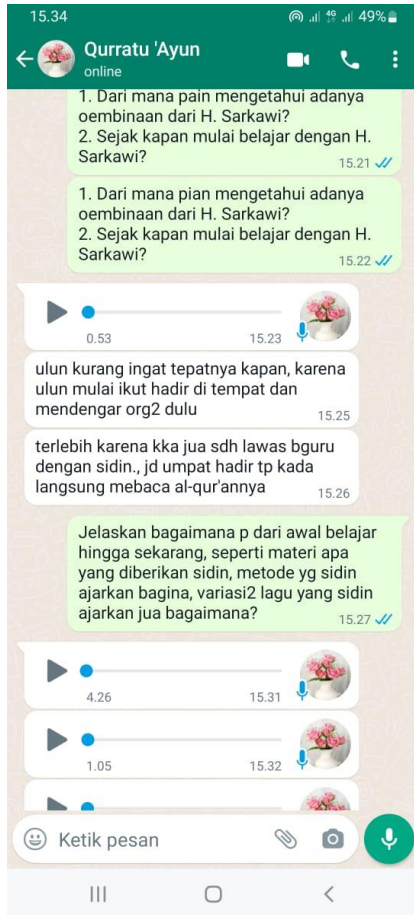 15.34
4G
49%
Qurratu 'Ayun
online
1. Dari mana pain mengetahui adanya
oembinaan dari H. Sarkawi?
2. Sejak kapan mulai belajar dengan H.
Sarkawi?
15.21
1. Dari mana pian mengetahui adanya
oembinaan dari H. Sarkawi?
2. Sejak kapan mulai belajar dengan H.
Sarkawi?
15.22
0.53
15.23
ulun kurang ingat tepatnya kapan, karena
ulun mulai ikut hadir di tempat dan
mendengar org2 dulu
15.25
terlebih karena kka jua sdh lawas bguru
dengan sidin., jd umpat hadir tp kada
langsung mebaca al-qur'annya
15.26
Jelaskan bagaimana p dari awal belajar
hingga sekarang, seperti materi apa
yang diberikan sidin, metode yg sidin
ajarkan bagina, variasi2 lagu yang sidin
ajarkan jua bagaimana?
15.27
4.26
15.31
1.05
15.32
Ketik pesan